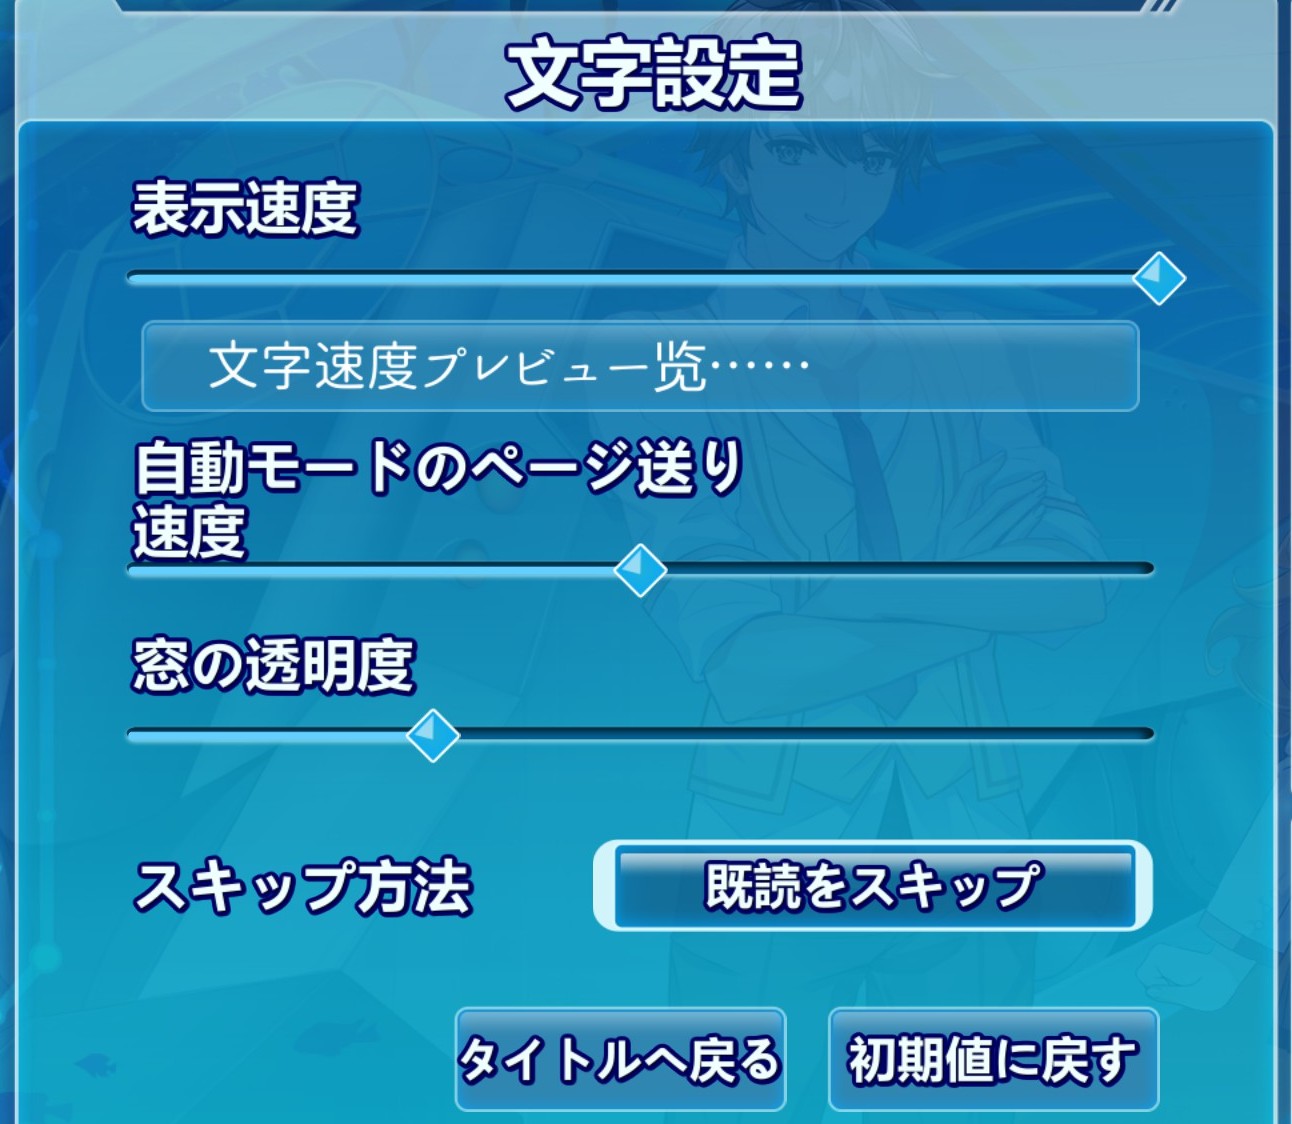 文字設定
表示速度
文字速度プレビュー览……
自動モードのページ送り
速度
窓の透明度
スキップ方法
既読をスキップ
タイトルへ戻る
初期値に戻す